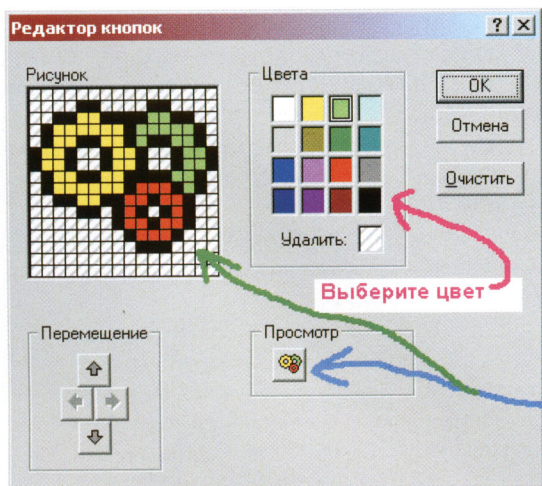 Редактор кнопок
Рисунок
Цвета
OK
Отмена
Очистить
Удалить:
Выберите цвет
Перемещение
Просмотр